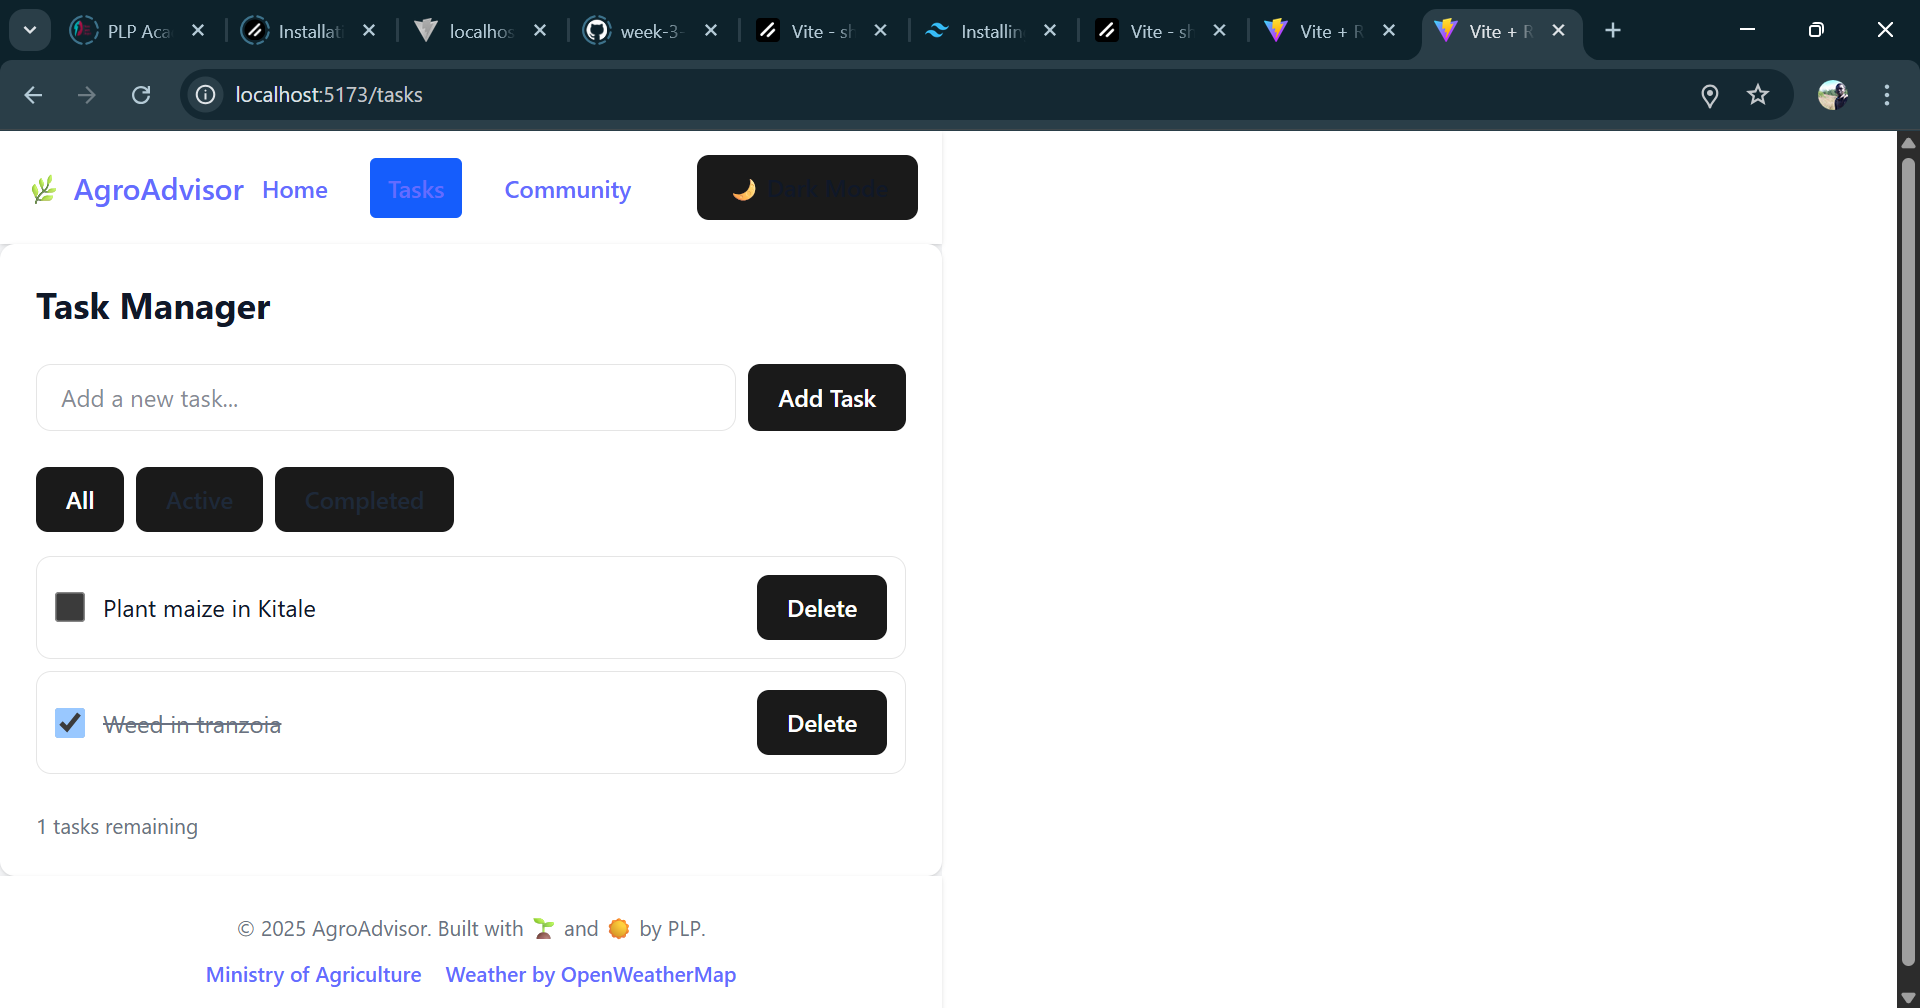 PLP Aca
Installati
localhos
week-3-
Vite - sh
Installin
Vite - sh
Vite + R
Vite + R
localhost:5173/tasks
AgroAdvisor Home Tasks Community Dark Mode
Task Manager
Add a new task... Add Task
All Active Completed
Plant maize in Kitale Delete
Weed in tranzoia Delete
1 tasks remaining
© 2025 AgroAdvisor. Built with 🌱 and ☀️ by PLP.
Ministry of Agriculture Weather by OpenWeatherMap